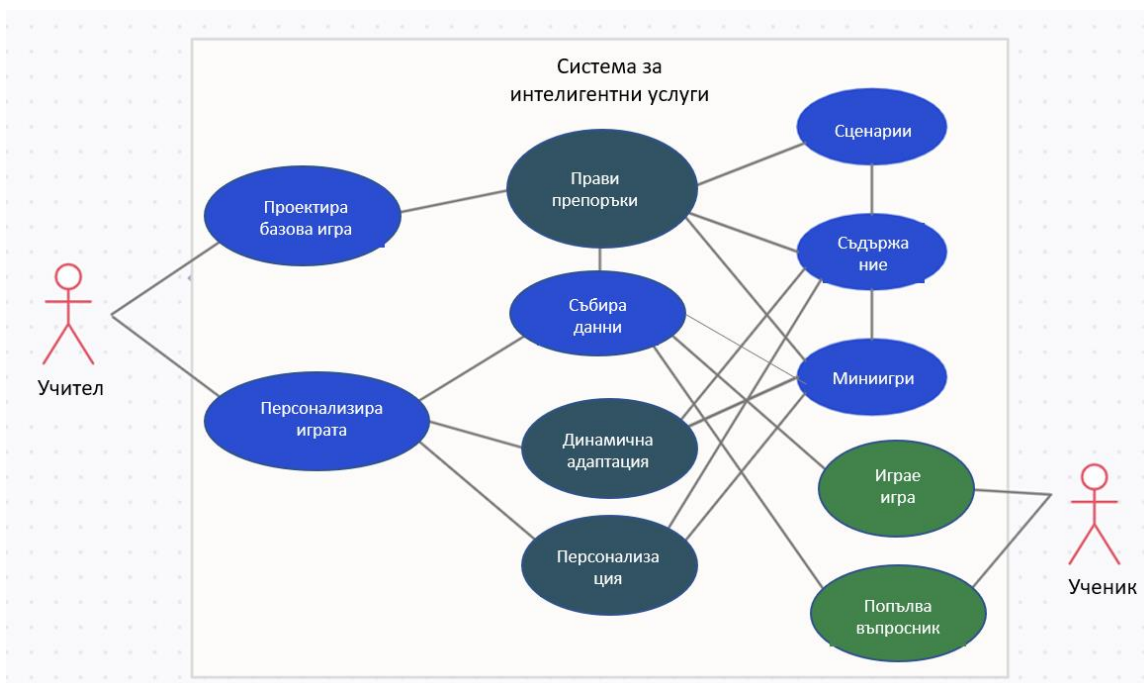 Система за
интелигентни услуги
Сценарии
Прави
препоръки
Проектира
базова игра
Съдържа
ние
Събира
данни
Учител
Миниигри
Персонализира
играта
Динамична
адаптация
Играе
игра
Персонализа
ция
Ученик
Попълва
въпросник